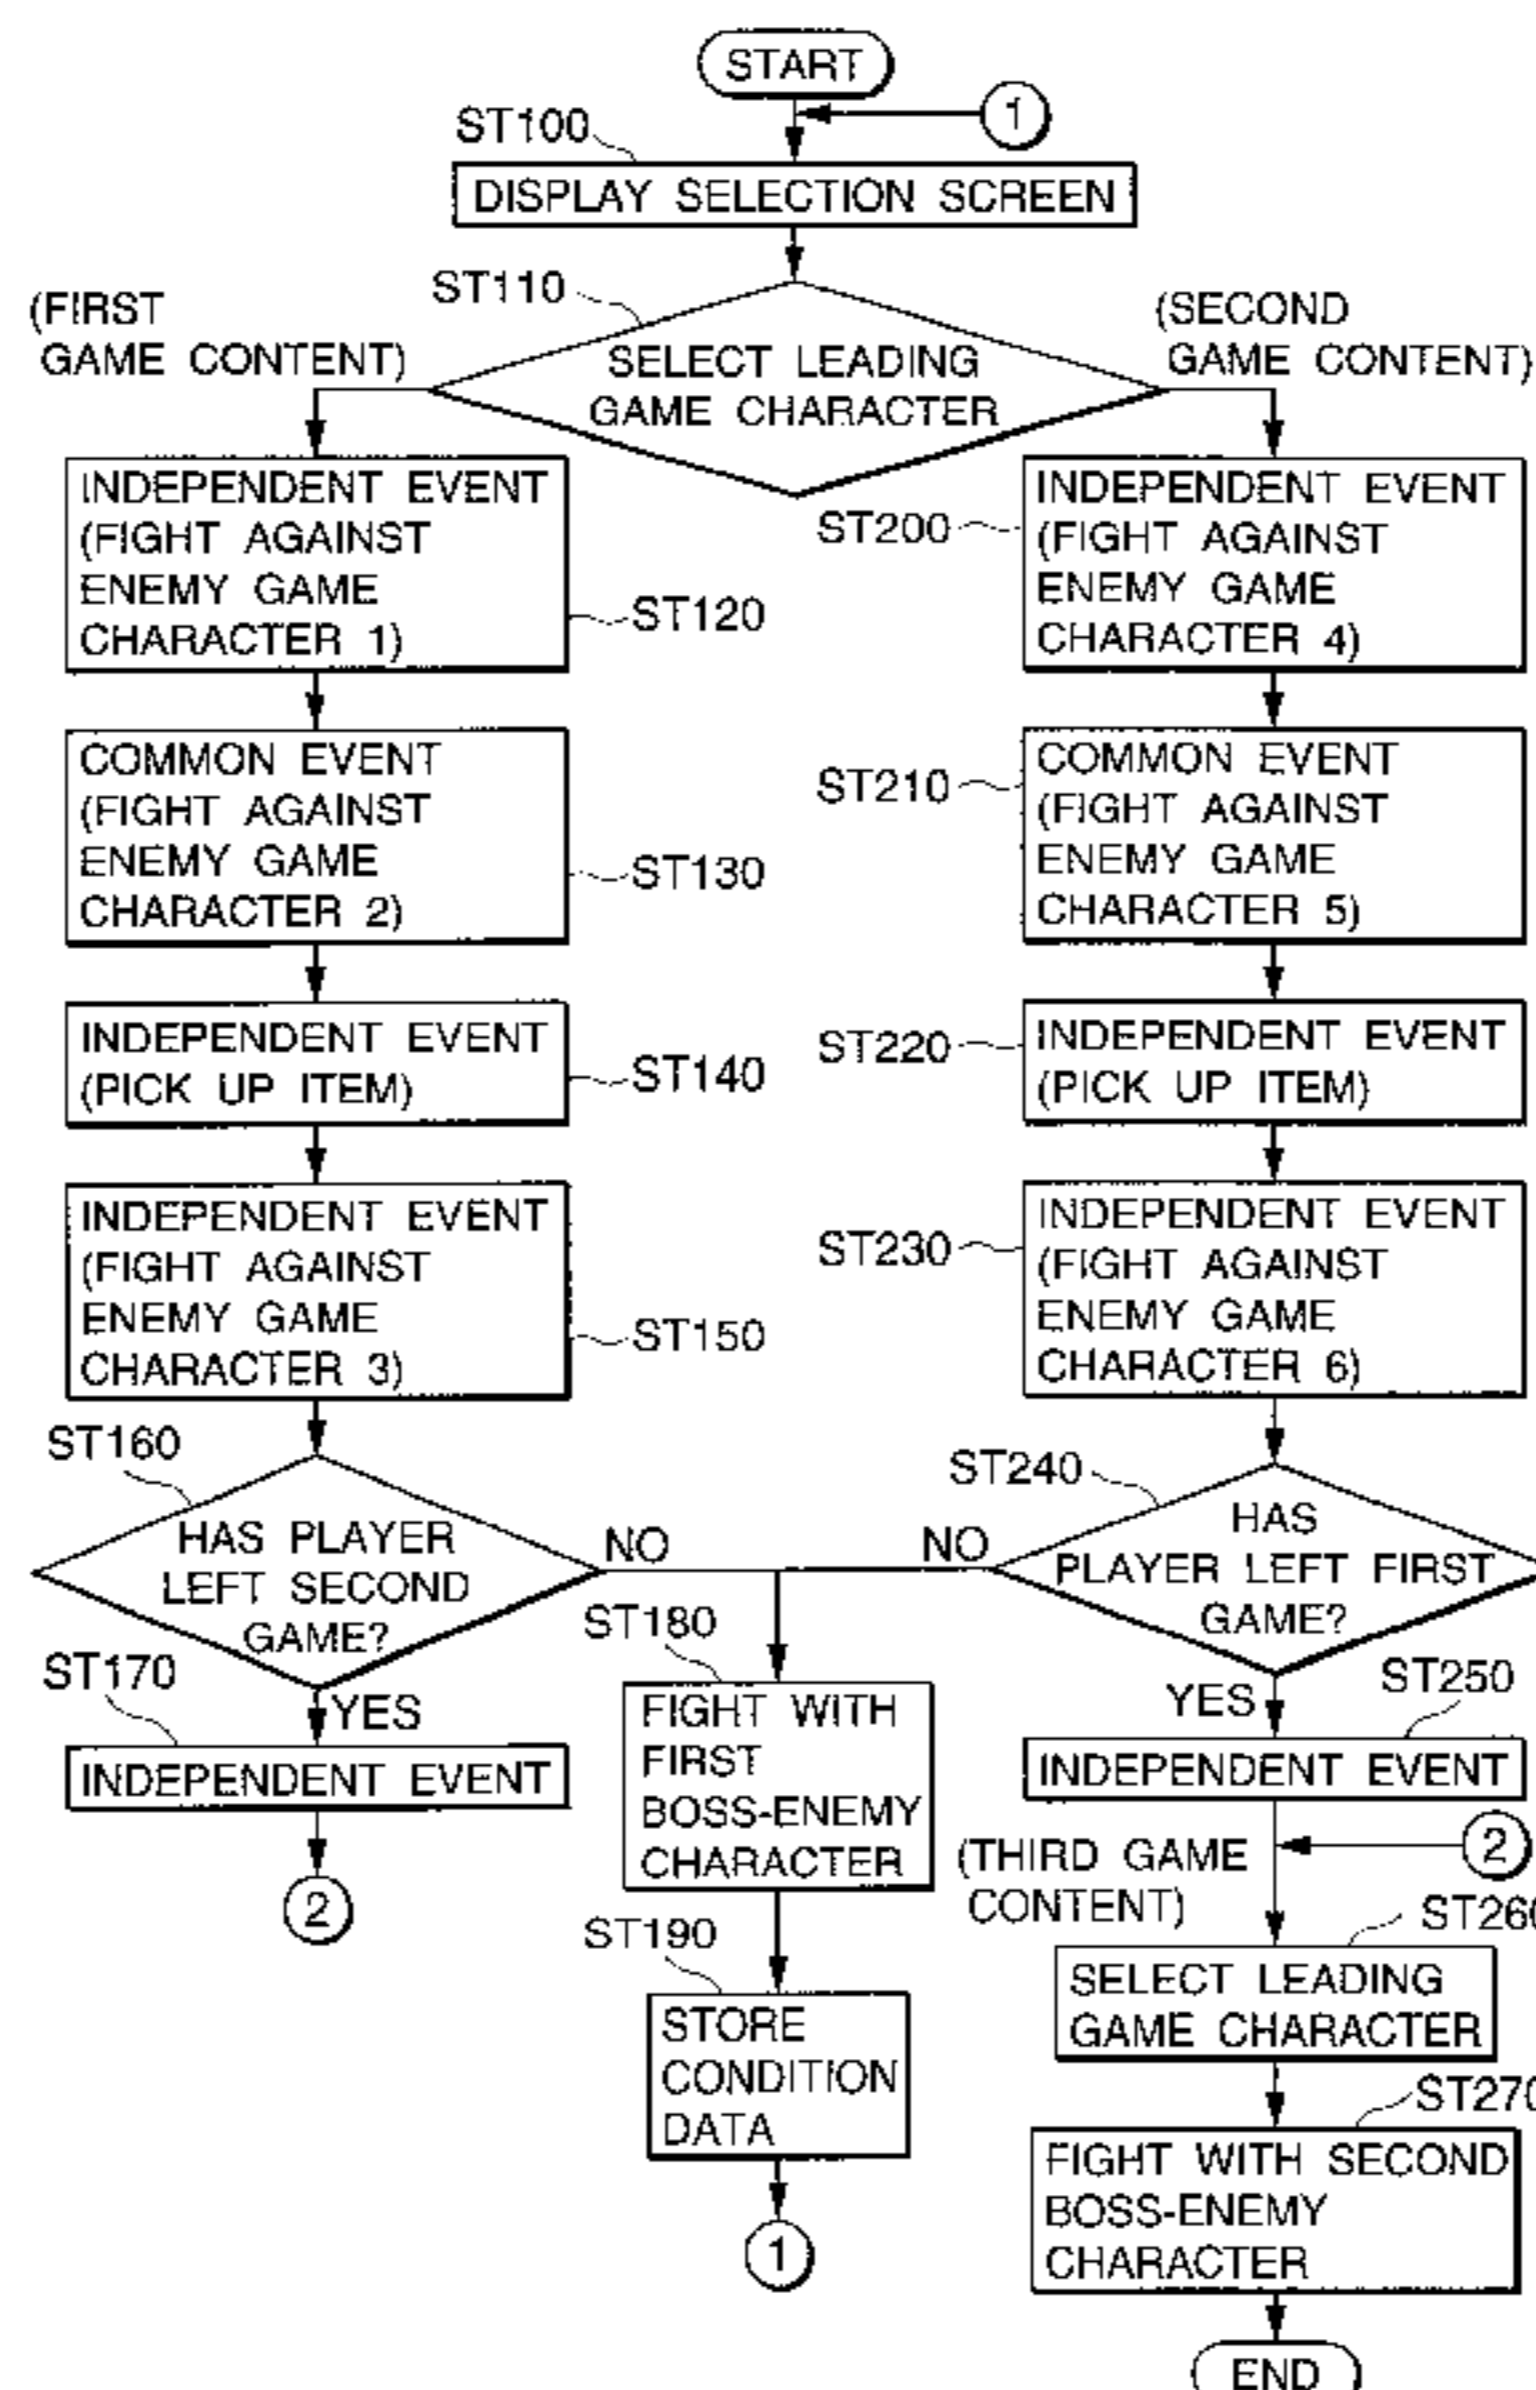 START
1
ST100
DISPLAY SELECTION SCREEN
ST110
(FIRST
GAME CONTENT)
(SECOND
GAME CONTENT)
SELECT LEADING
GAME CHARACTER
INDEPENDENT EVENT
(FIGHT AGAINST
ENEMY GAME
CHARACTER 1)
ST120
ST200
INDEPENDENT EVENT
(FIGHT AGAINST
ENEMY GAME
CHARACTER 4)
COMMON EVENT
(FIGHT AGAINST
ENEMY GAME
CHARACTER 2)
ST130
ST210
COMMON EVENT
(FIGHT AGAINST
ENEMY GAME
CHARACTER 5)
INDEPENDENT EVENT
(PICK UP ITEM)
ST140
ST220
INDEPENDENT EVENT
(PICK UP ITEM)
INDEPENDENT EVENT
(FIGHT AGAINST
ENEMY GAME
CHARACTER 3)
ST150
ST230
INDEPENDENT EVENT
(FIGHT AGAINST
ENEMY GAME
CHARACTER 6)
ST160
HAS PLAYER
LEFT SECOND
GAME?
NO
NO
ST240
HAS
PLAYER LEFT FIRST
GAME?
ST170
YES
INDEPENDENT EVENT
2
ST180
FIGHT WITH
FIRST
BOSS-ENEMY
CHARACTER
ST190
STORE
CONDITION
DATA
1
YES
ST250
INDEPENDENT EVENT
2
(THIRD GAME
CONTENT)
ST260
SELECT LEADING
GAME CHARACTER
ST270
FIGHT WITH SECOND
BOSS-ENEMY
CHARACTER
END